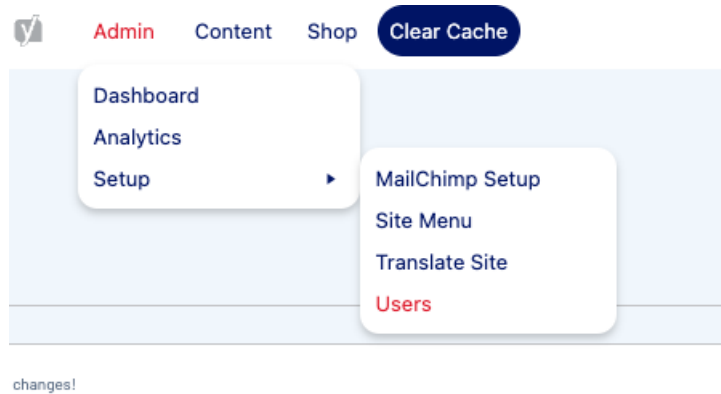 Admin Content Shop Clear Cache
Dashboard
Analytics
Setup
MailChimp Setup
Site Menu
Translate Site
Users
changes!